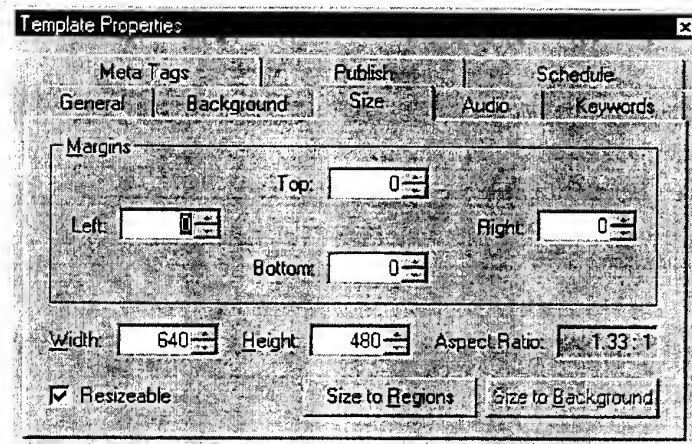 Template Properties
Meta Tags Publish Schedule
General Background Size Audio Keywords
Margins
Top: 0
Left: 0 Right: 0
Bottom: 0
Width: 640 Height: 480 Aspect Ratio: 1.33 : 1
Resizeable Size to Regions Size to Background